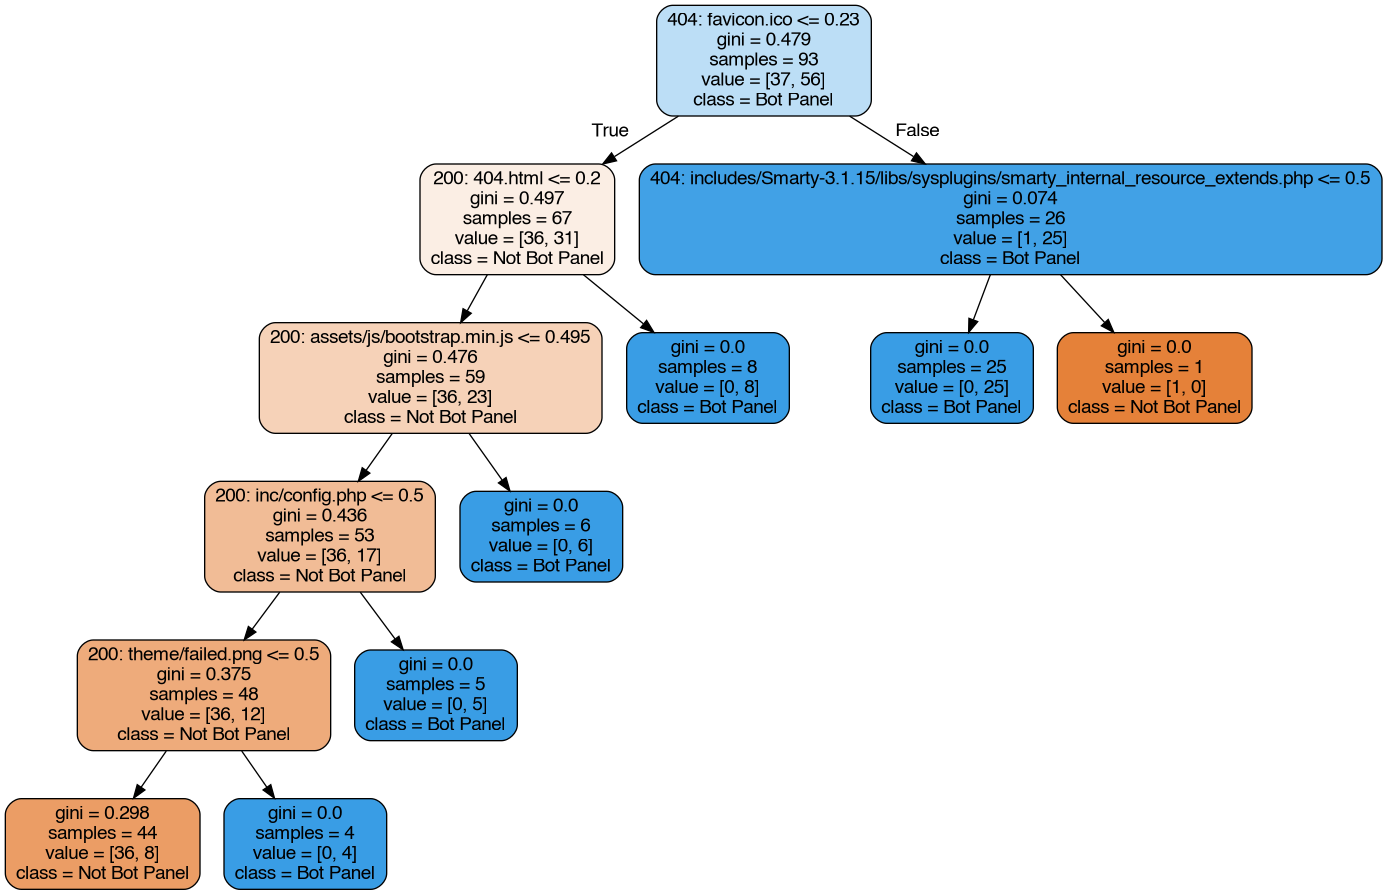 404: favicon.ico <= 0.23
gini = 0.479
samples = 93
value = [37, 56]
class = Bot Panel
True
False
200: 404.html <= 0.2
gini = 0.497
samples = 67
value = [36, 31]
class = Not Bot Panel
404: includes/Smarty-3.1.15/libs/sysplugins/smarty_internal_resource_extends.php <= 0.5
gini = 0.074
samples = 26
value = [1, 25]
class = Bot Panel
200: assets/js/bootstrap.min.js <= 0.495
gini = 0.476
samples = 59
value = [36, 23]
class = Not Bot Panel
gini = 0.0
samples = 8
value = [0, 8]
class = Bot Panel
gini = 0.0
samples = 25
value = [0, 25]
class = Bot Panel
gini = 0.0
samples = 1
value = [1, 0]
class = Not Bot Panel
200: inc/config.php <= 0.5
gini = 0.436
samples = 53
value = [36, 17]
class = Not Bot Panel
gini = 0.0
samples = 6
value = [0, 6]
class = Bot Panel
200: theme/failed.png <= 0.5
gini = 0.375
samples = 48
value = [36, 12]
class = Not Bot Panel
gini = 0.0
samples = 5
value = [0, 5]
class = Bot Panel
gini = 0.298
samples = 44
value = [36, 8]
class = Not Bot Panel
gini = 0.0
samples = 4
value = [0, 4]
class = Bot Panel